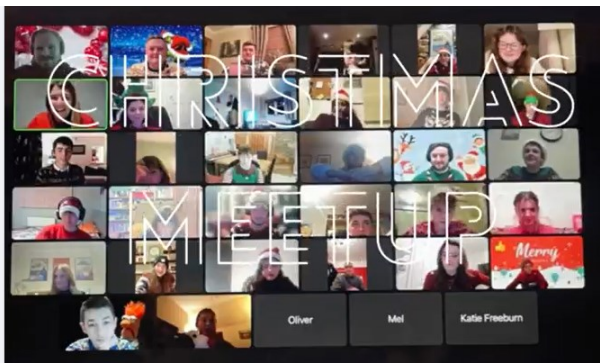 CHRISTMAS
MEETUP
Merry
Oliver
Mel
Katie Freeburn